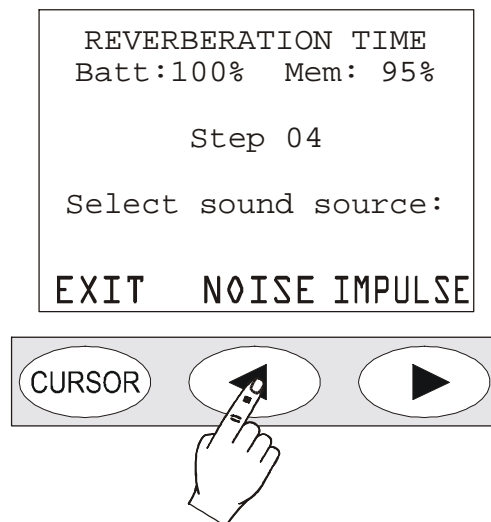 REVERBERATION TIME
Batt:100% Mem: 95%
Step 04
Select sound source:
EXIT NOISE IMPULSE
CURSOR